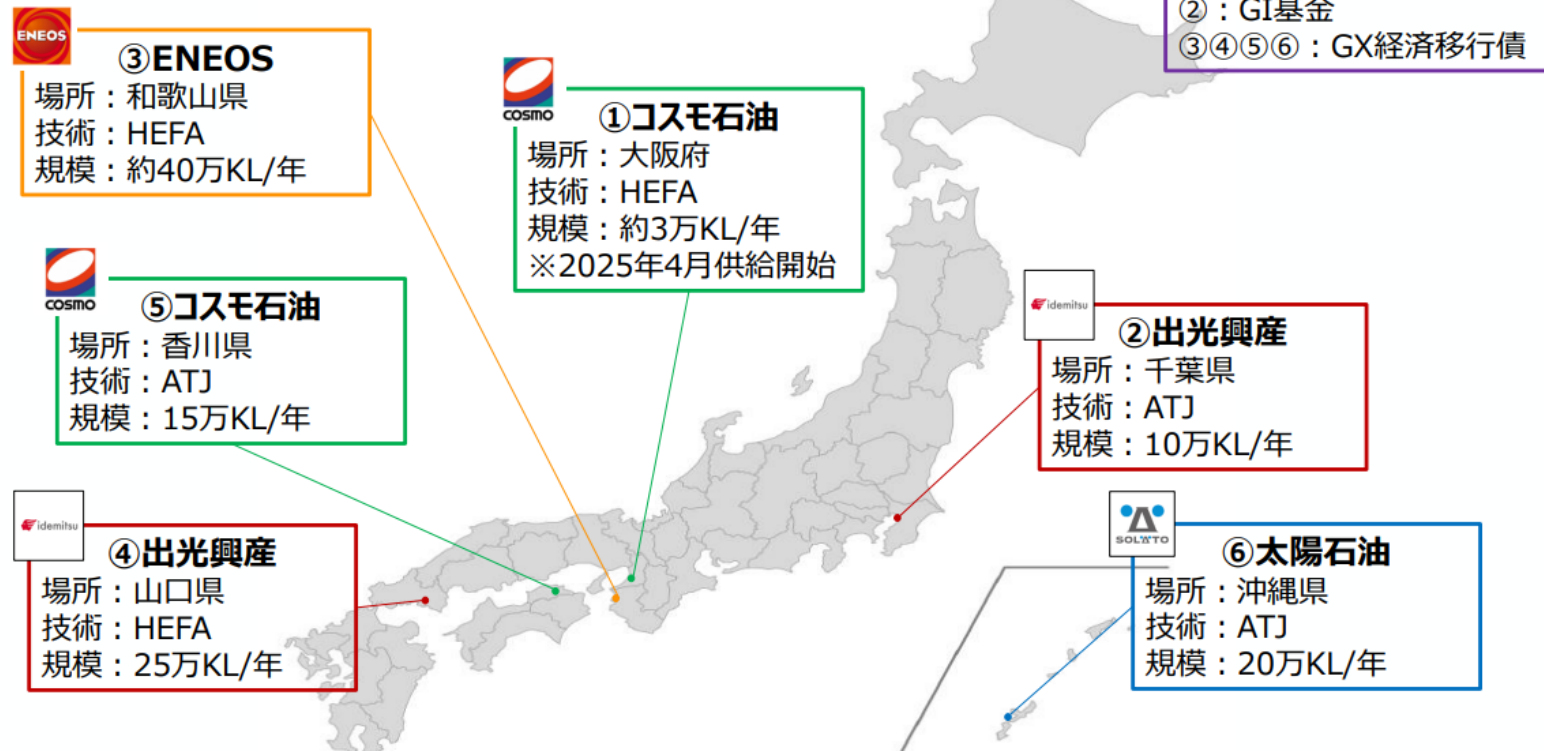 ②：GI基金
③④⑤⑥：GX経済移行債
ENEOS
③ENEOS
場所：和歌山県
技術：HEFA
規模：約40万KL/年
COSMO
①コスモ石油
場所：大阪府
技術：HEFA
規模：約3万KL/年
※2025年4月供給開始
COSMO
⑤コスモ石油
場所：香川県
技術：ATJ
規模：15万KL/年
idemitsu
②出光興産
場所：千葉県
技術：ATJ
規模：10万KL/年
idemitsu
④出光興産
場所：山口県
技術：HEFA
規模：25万KL/年
SOLATO
⑥太陽石油
場所：沖縄県
技術：ATJ
規模：20万KL/年